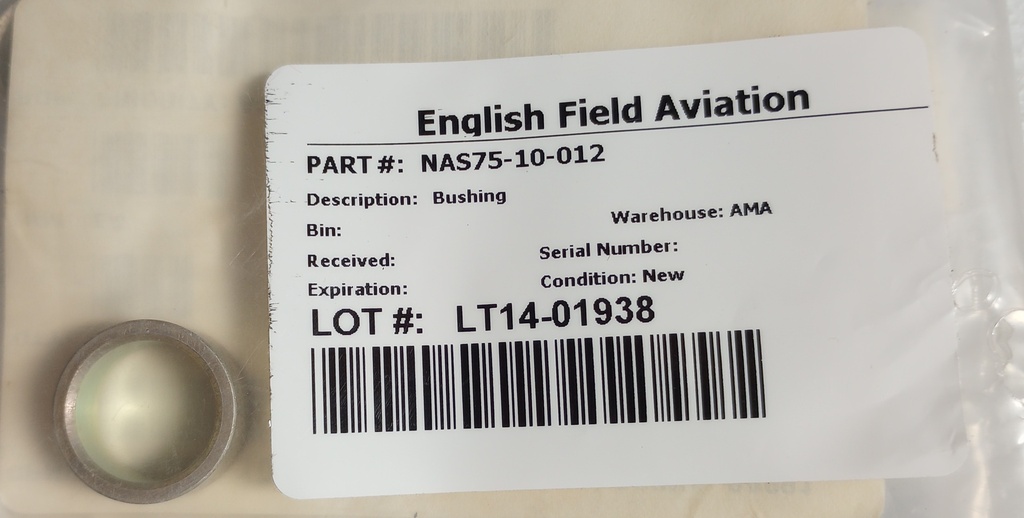 English Field Aviation
PART #: NAS75-10-012
Description: Bushing
Bin:
Warehouse: AMA
Received:
Serial Number:
Expiration:
Condition: New
LOT #: LT14-01938